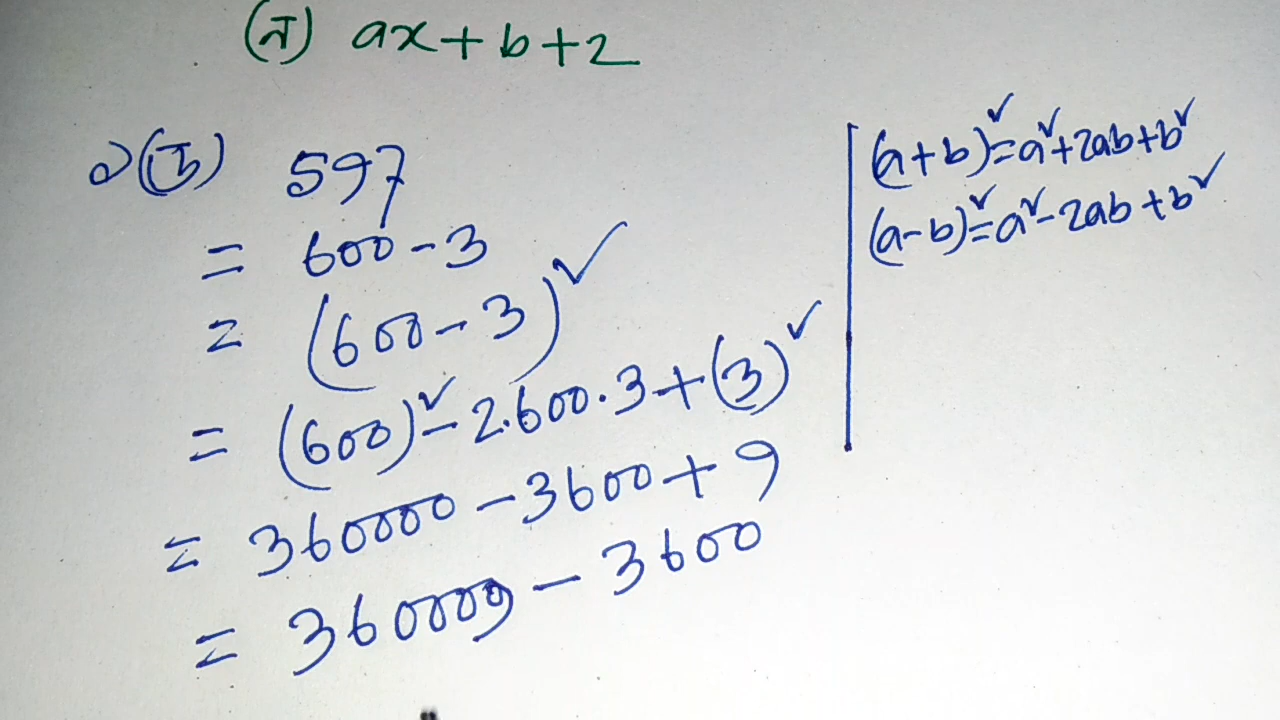 (ন) ax+b+2
১(চ) 597
= 600-3
= (600-3)²
= (600)²-2.600.3+(3)²
= 360000-3600+9
= 360009-3600
(a+b)²=a²+2ab+b²
(a-b)²=a²-2ab+b²